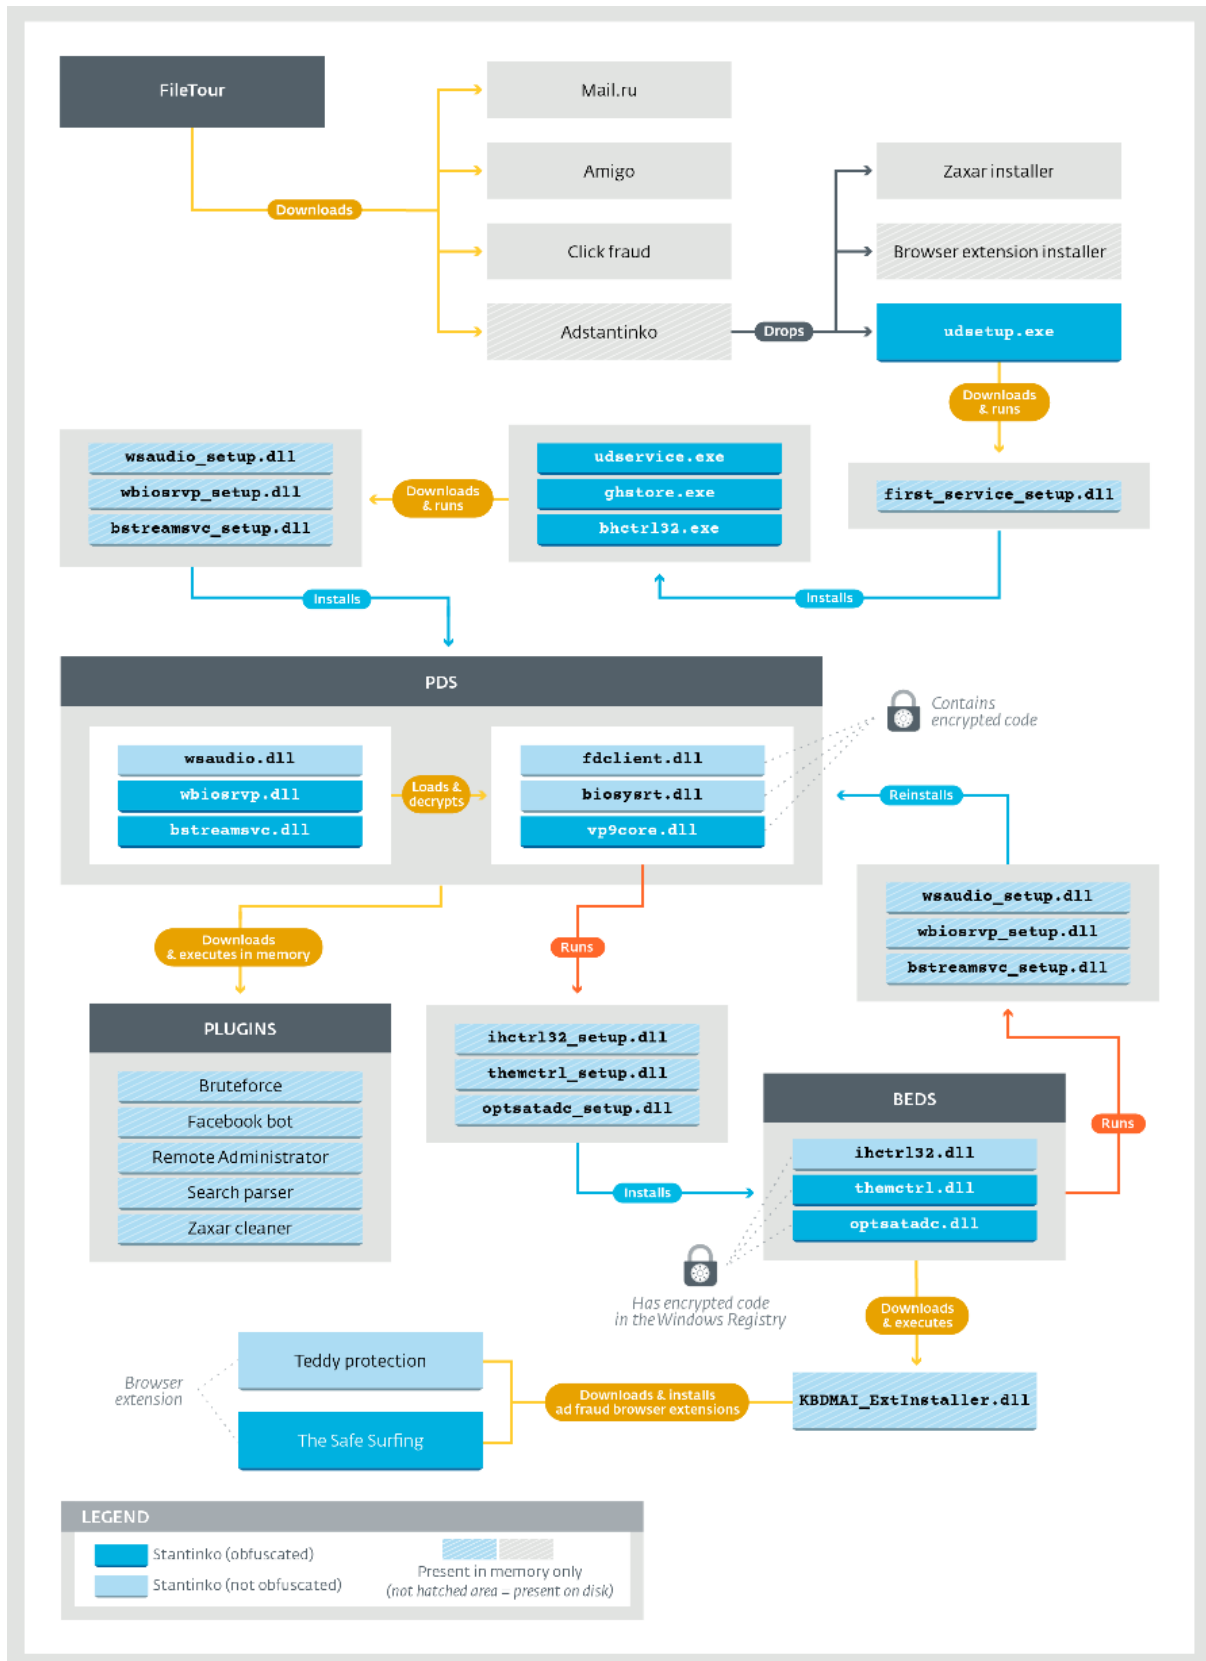 FileTour
Mail.ru
Amigo
Click fraud
Adstantinko
Downloads
Drops
Zaxar installer
Browser extension installer
udsetup.exe
Downloads
& runs
first_service_setup.dll
Installs
udservice.exe
ghstore.exe
bhctrl32.exe
Downloads
& runs
wsaudio_setup.dll
wbiosrvp_setup.dll
bstreamsvc_setup.dll
Installs
PDS
wsaudio.dll
wbiosrvp.dll
bstreamsvc.dll
Loads &
decrypts
fdclient.dll
biosysrt.dll
vp9core.dll
Contains
encrypted code
Reinstalls
wsaudio_setup.dll
wbiosrvp_setup.dll
bstreamsvc_setup.dll
Downloads
& executes in memory
Runs
PLUGINS
Bruteforce
Facebook bot
Remote Administrator
Search parser
Zaxar cleaner
ihctrl32_setup.dll
themctrl_setup.dll
optsatadc_setup.dll
Installs
BEDS
ihctrl32.dll
themctrl.dll
optsatadc.dll
Runs
Has encrypted code
in the Windows Registry
Downloads
& executes
KBDMAI_ExtInstaller.dll
Downloads & installs
ad fraud browser extensions
Teddy protection
The Safe Surfing
Browser
extension
LEGEND
Stantinko (obfuscated)
Stantinko (not obfuscated)
Present in memory only
(not hatched area = present on disk)